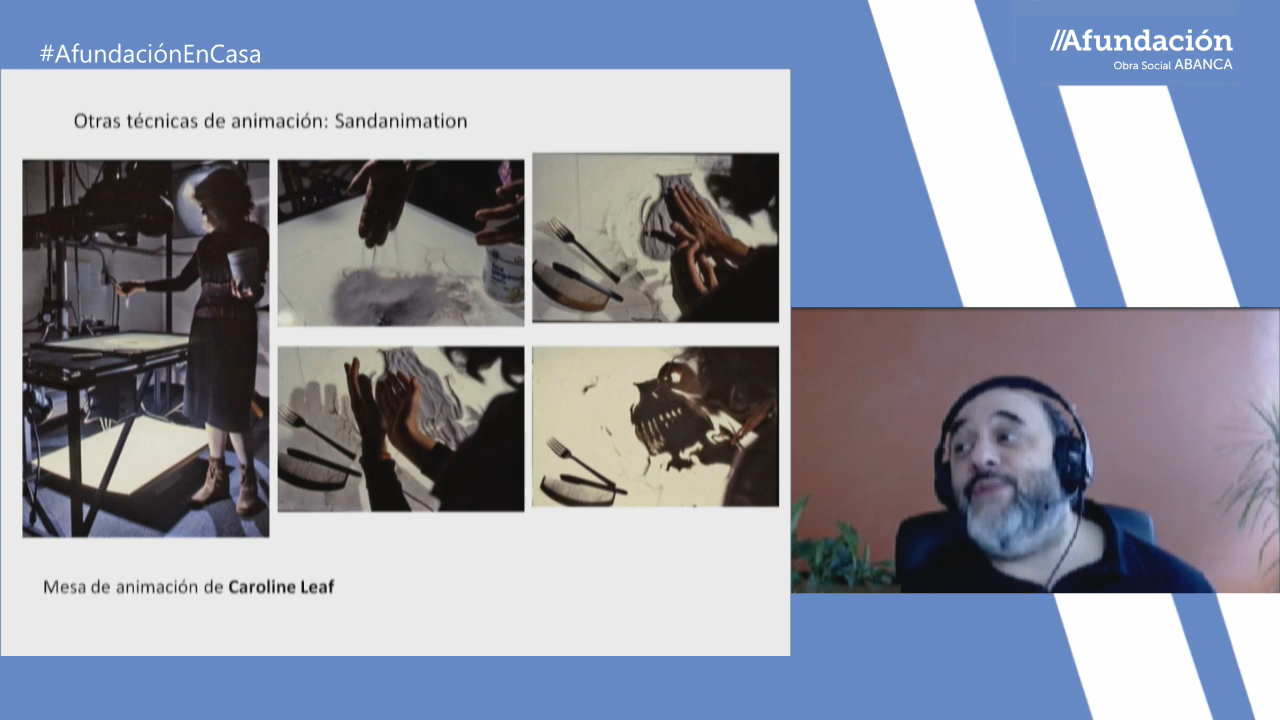 #AfundaciónEnCasa
//Afundación
Obra Social ABANCA
Otras técnicas de animación: Sandanimation
Mesa de animación de Caroline Leaf